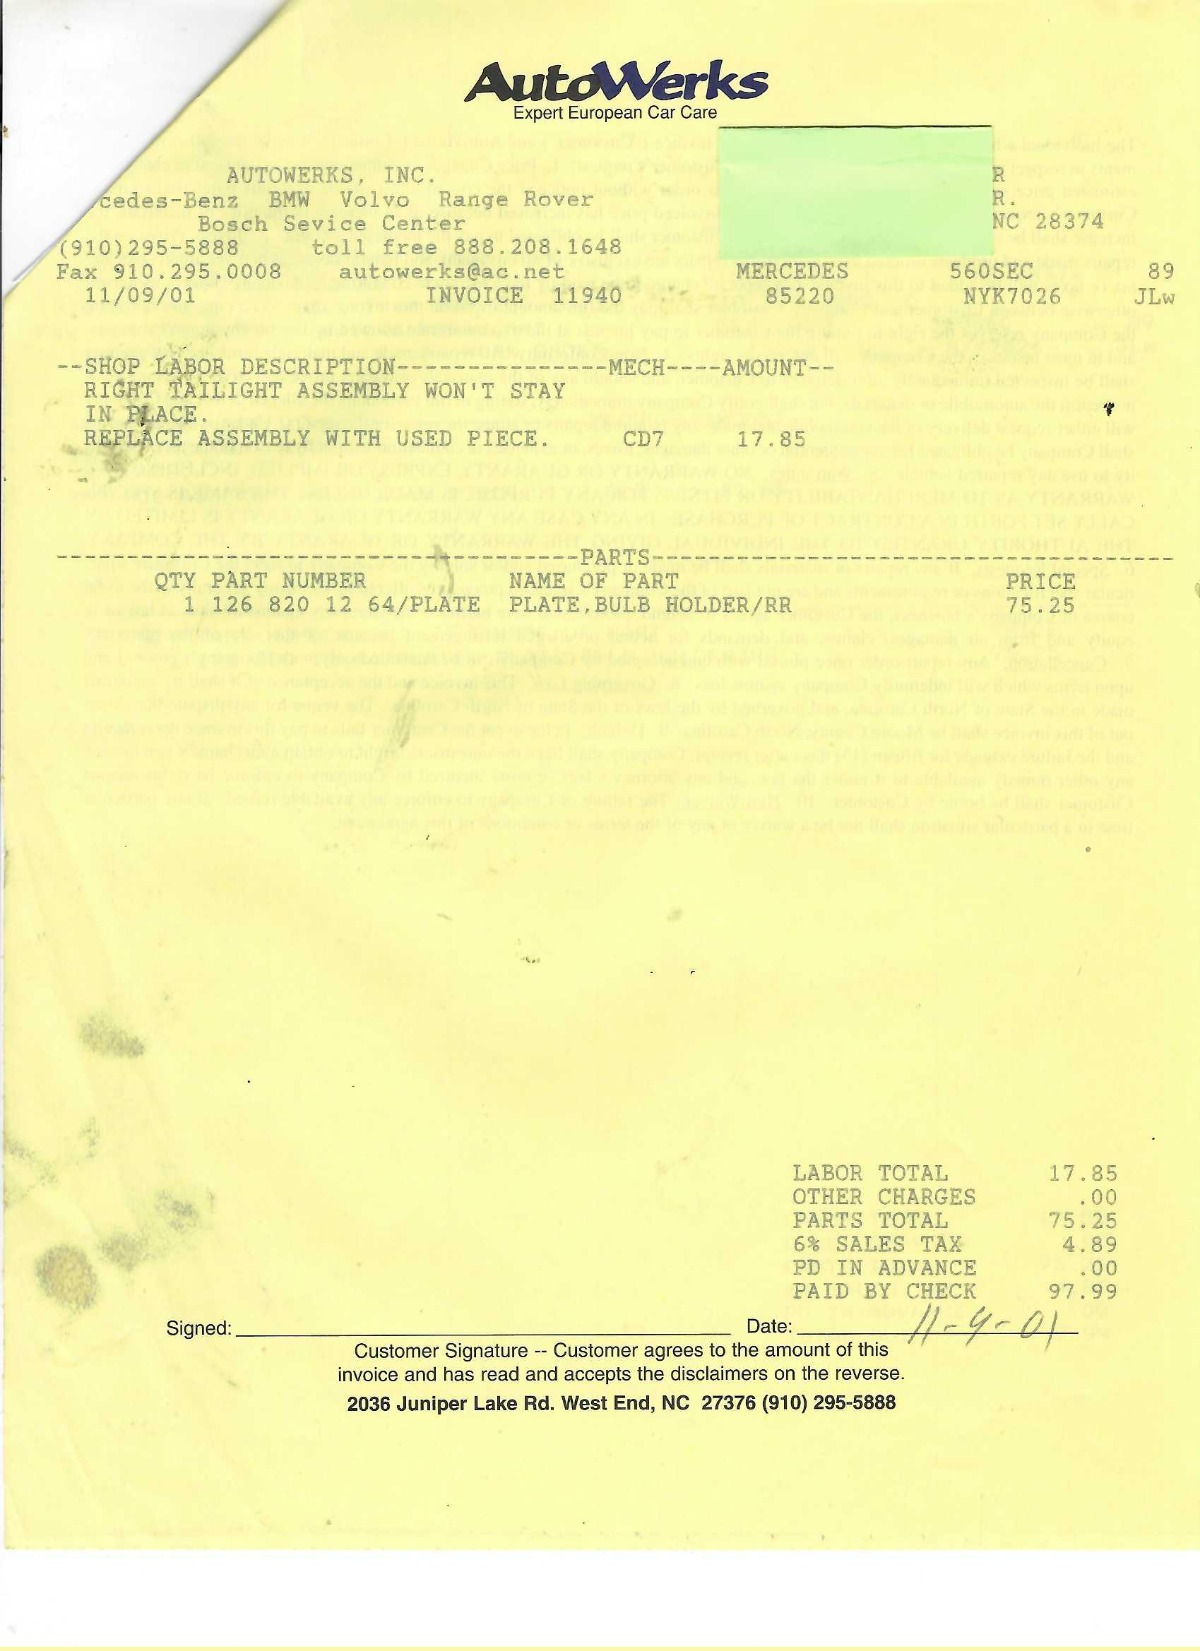 AutoWerks
Expert European Car Care
AUTOWERKS, INC.
cedes-Benz BMW Volvo Range Rover
Bosch Sevice Center
(910)295-5888 toll free 888.208.1648
Fax 910.295.0008 autowerks@ac.net
11/09/01 INVOICE 11940
R
R.
NC 28374
MERCEDES 560SEC 89
85220 NYK7026 JLw
--SHOP LABOR DESCRIPTION---------------MECH----AMOUNT--
RIGHT TAILIGHT ASSEMBLY WON'T STAY
IN PLACE.
REPLACE ASSEMBLY WITH USED PIECE. CD7 17.85
-------------------------------------PARTS-------------------------------------
QTY PART NUMBER NAME OF PART PRICE
1 126 820 12 64/PLATE PLATE,BULB HOLDER/RR 75.25
LABOR TOTAL 17.85
OTHER CHARGES .00
PARTS TOTAL 75.25
6% SALES TAX 4.89
PD IN ADVANCE .00
PAID BY CHECK 97.99
Signed: Date: 11-9-01
Customer Signature -- Customer agrees to the amount of this
invoice and has read and accepts the disclaimers on the reverse.
2036 Juniper Lake Rd. West End, NC 27376 (910) 295-5888